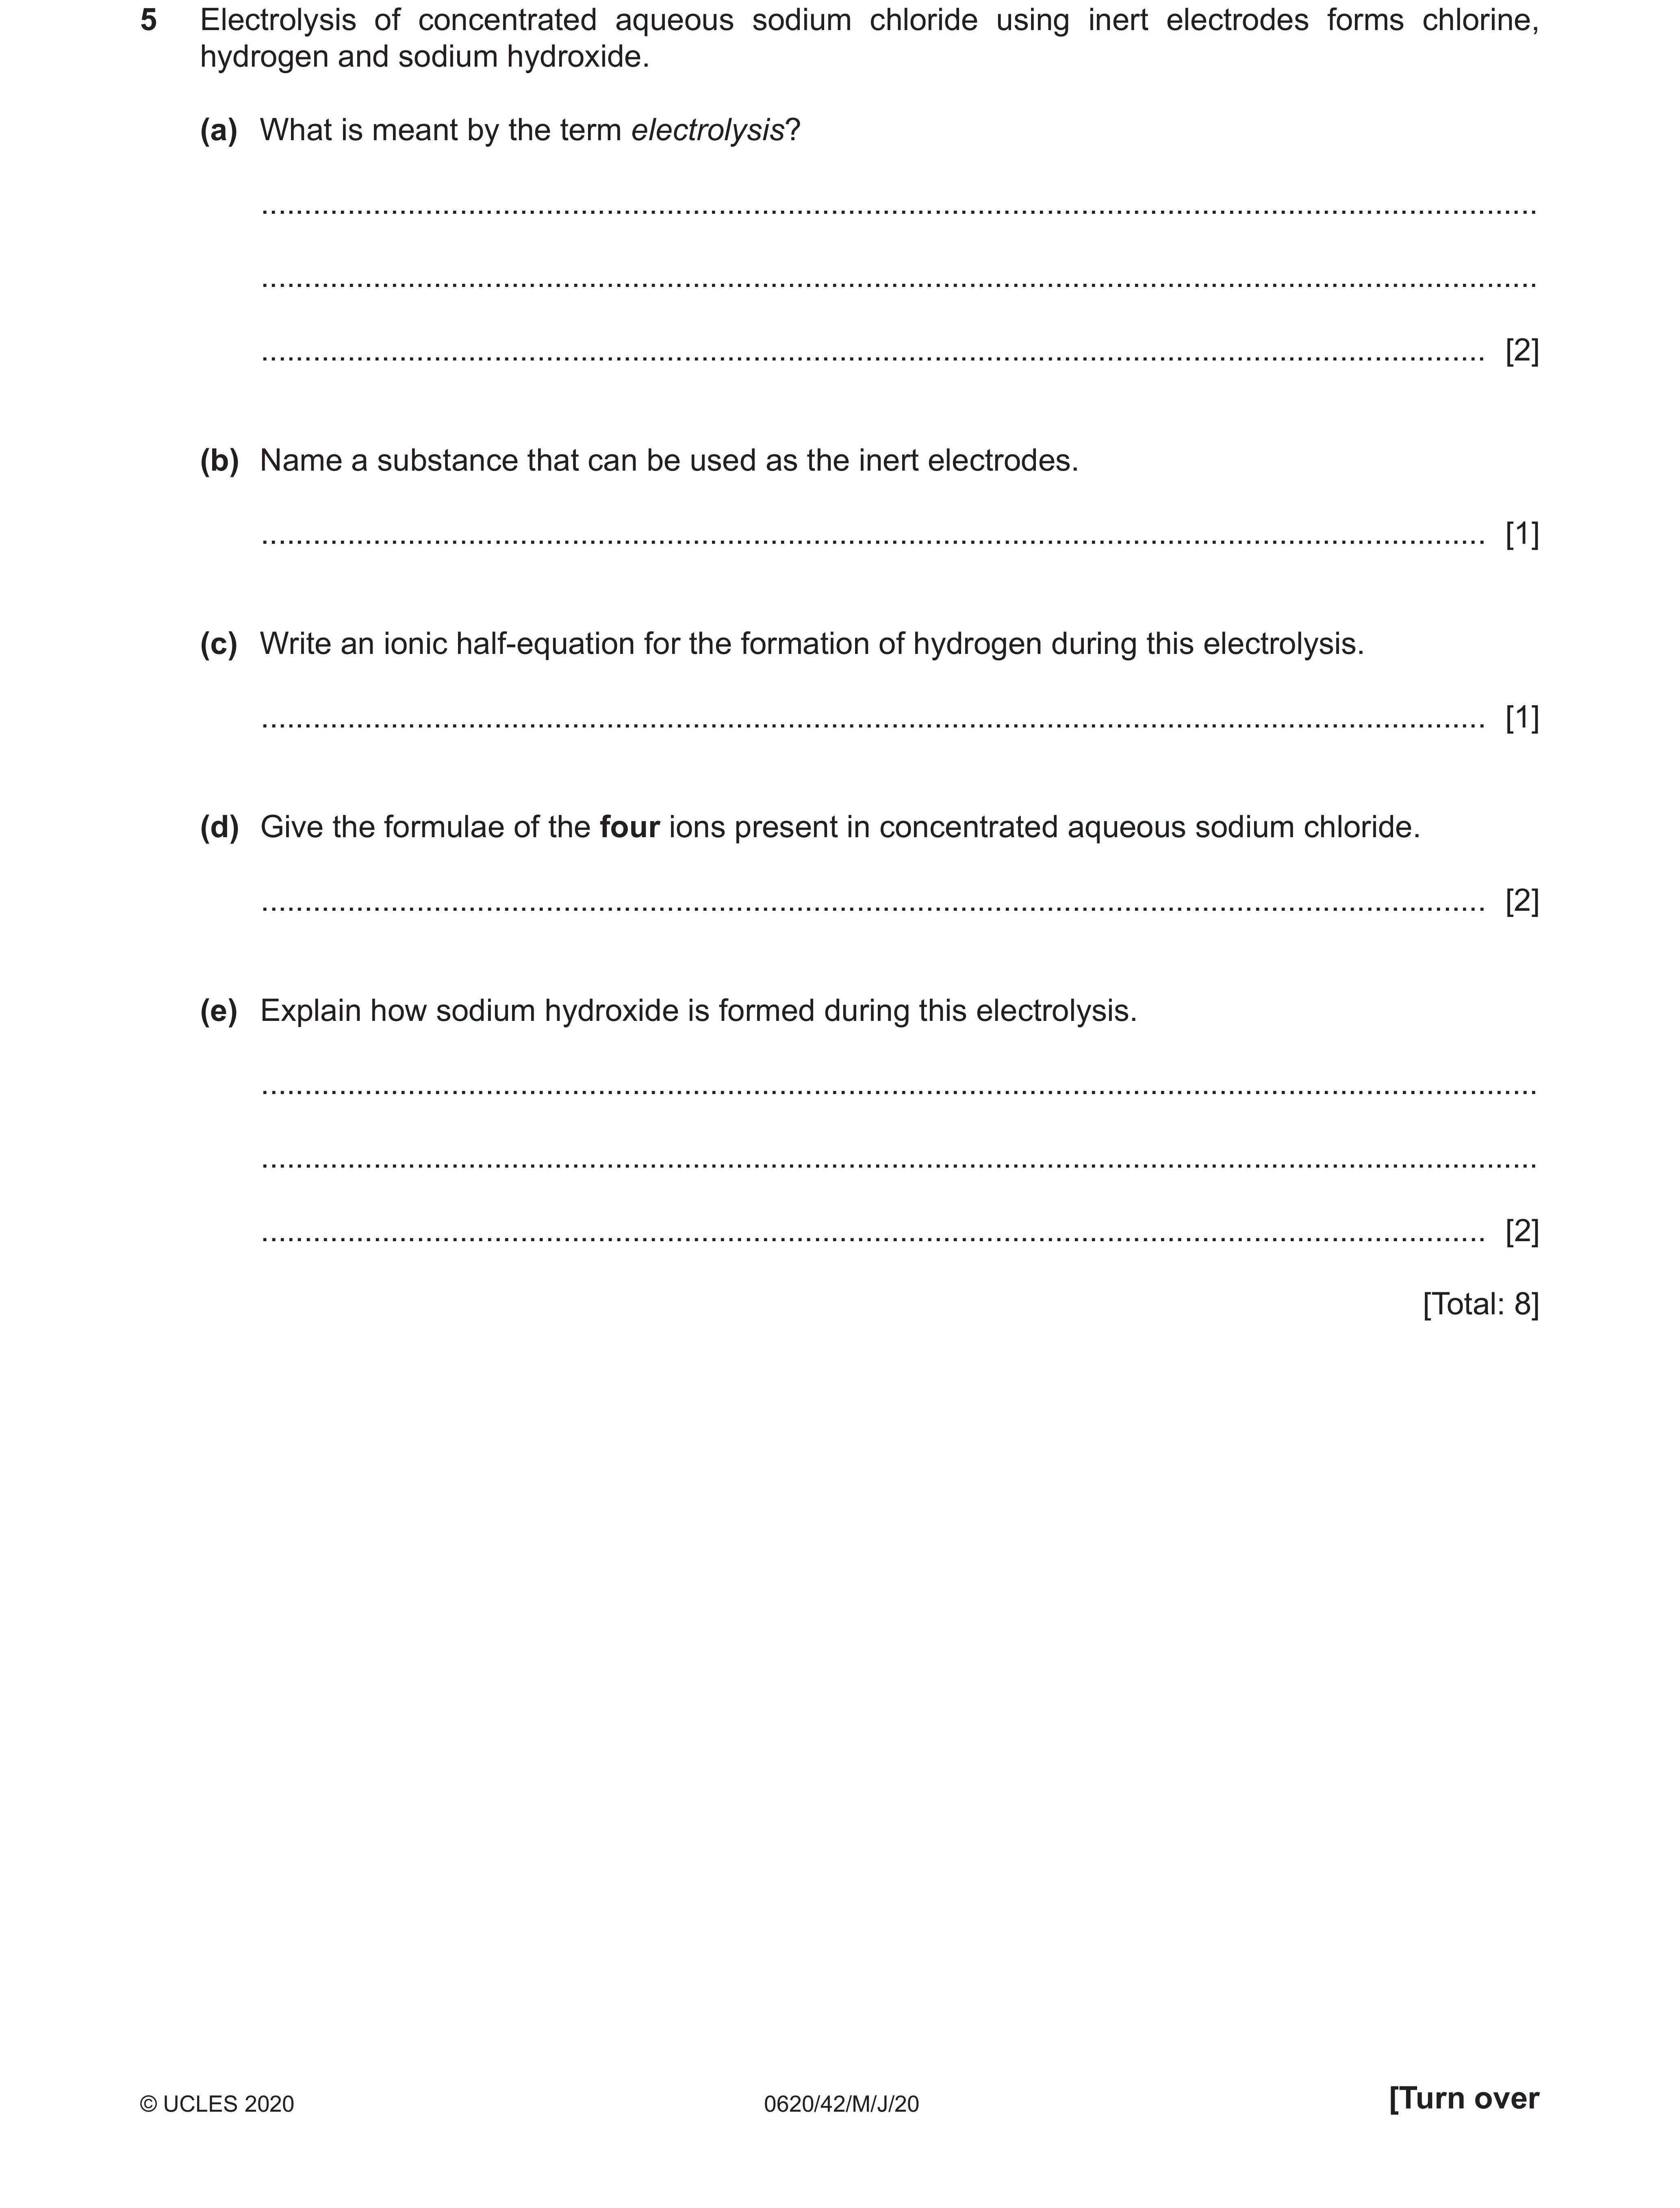 5 Electrolysis of concentrated aqueous sodium chloride using inert electrodes forms chlorine,
hydrogen and sodium hydroxide.
(a) What is meant by the term electrolysis?
..........................................................................................................................................................
..........................................................................................................................................................
.................................................................................................................................................... [2]
(b) Name a substance that can be used as the inert electrodes.
.................................................................................................................................................... [1]
(c) Write an ionic half-equation for the formation of hydrogen during this electrolysis.
.................................................................................................................................................... [1]
(d) Give the formulae of the four ions present in concentrated aqueous sodium chloride.
.................................................................................................................................................... [2]
(e) Explain how sodium hydroxide is formed during this electrolysis.
..........................................................................................................................................................
..........................................................................................................................................................
.................................................................................................................................................... [2]
[Total: 8]
© UCLES 2020 0620/42/M/J/20 [Turn over